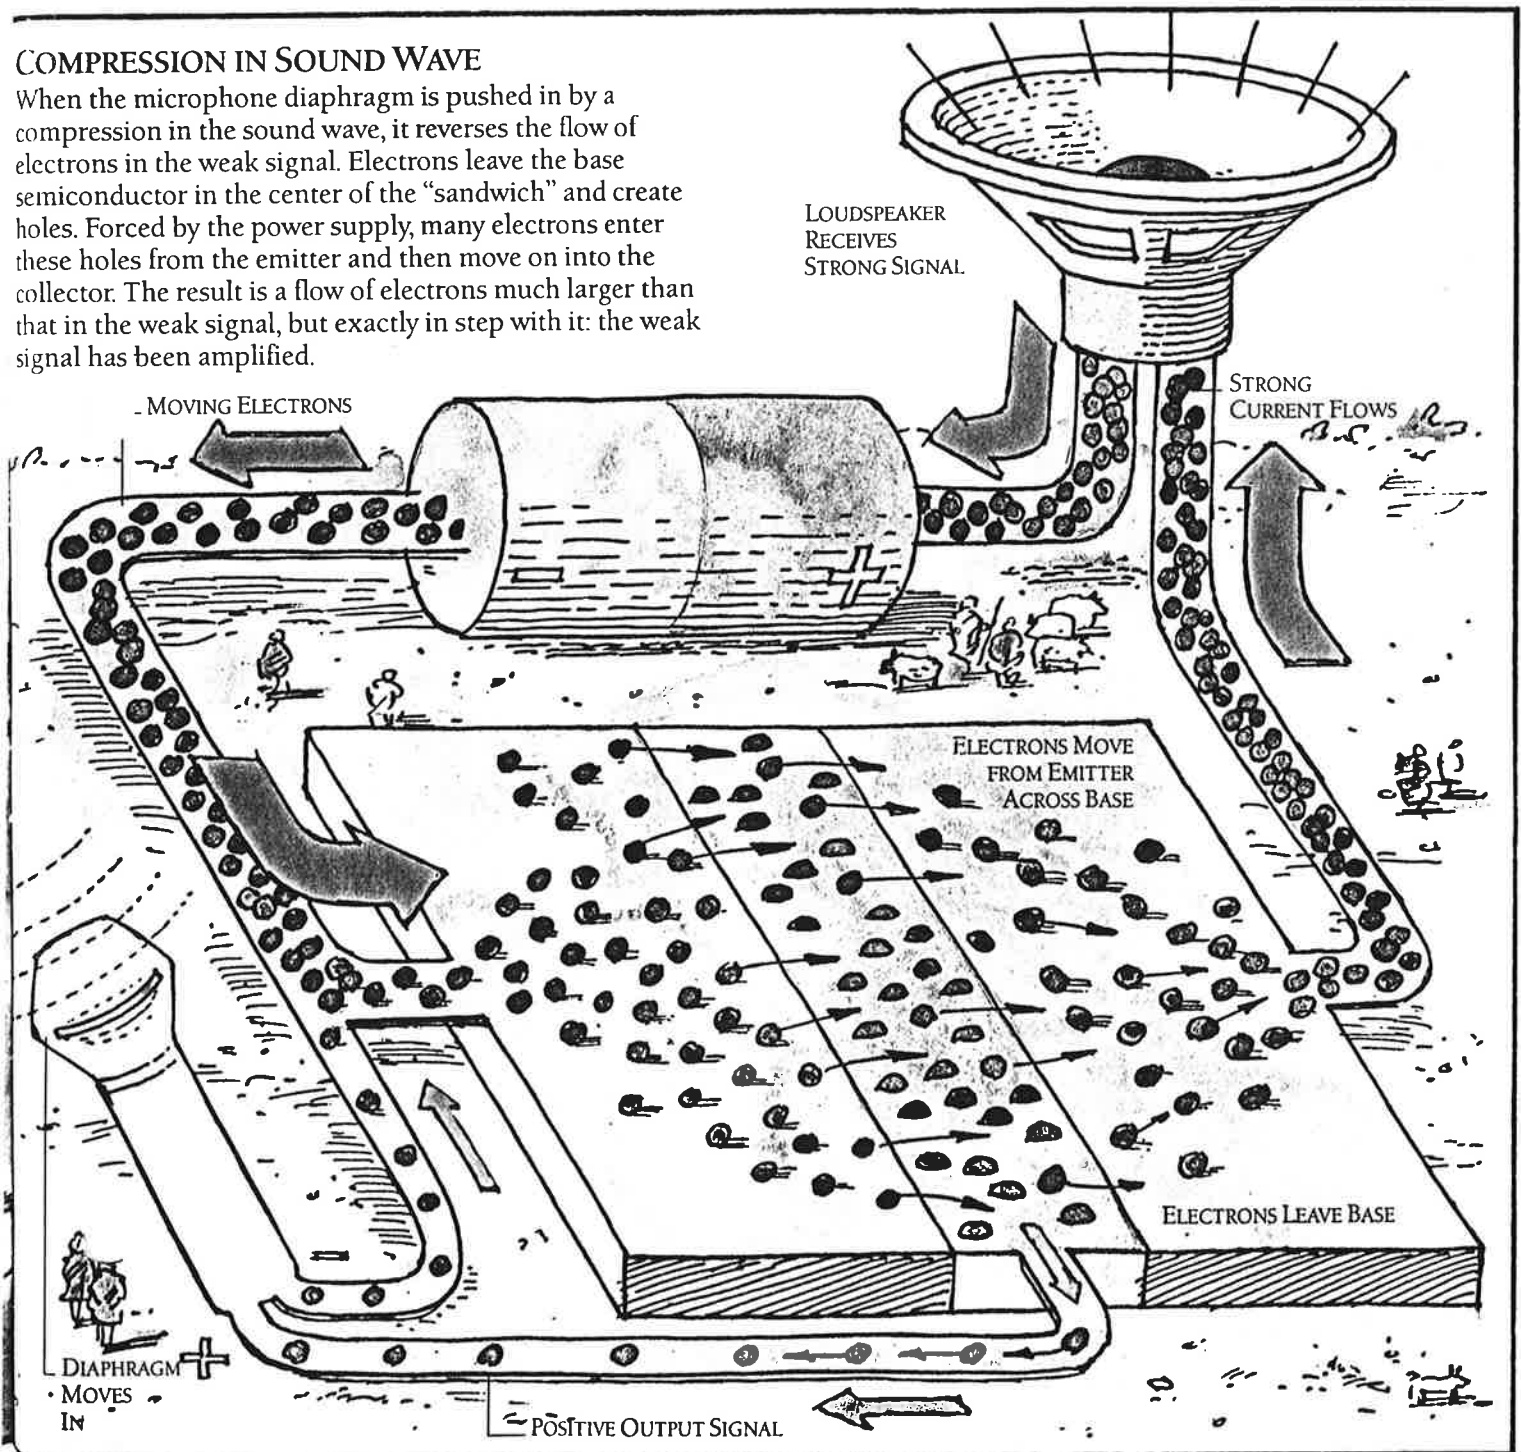 COMPRESSION IN SOUND WAVE
When the microphone diaphragm is pushed in by a
compression in the sound wave, it reverses the flow of
electrons in the weak signal. Electrons leave the base
semiconductor in the center of the “sandwich” and create
holes. Forced by the power supply, many electrons enter
these holes from the emitter and then move on into the
collector. The result is a flow of electrons much larger than
that in the weak signal, but exactly in step with it: the weak
signal has been amplified.
LOUDSPEAKER
RECEIVES
STRONG SIGNAL
STRONG
CURRENT FLOWS
MOVING ELECTRONS
ELECTRONS MOVE
FROM EMITTER
ACROSS BASE
ELECTRONS LEAVE BASE
DIAPHRAGM
MOVES
IN
POSITIVE OUTPUT SIGNAL